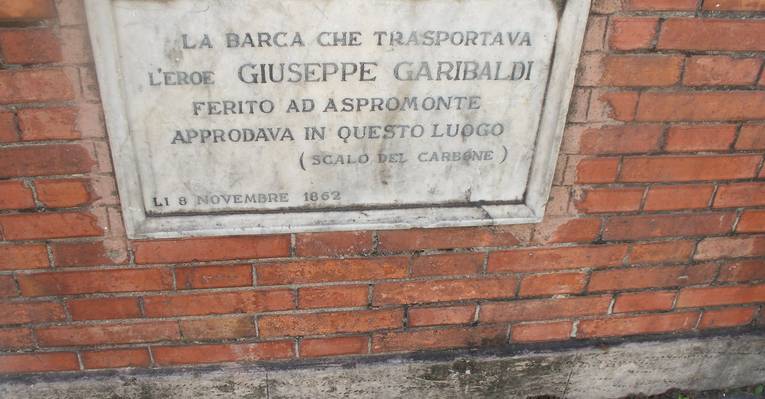 LA BARCA CHE TRASPORTAVA
L'EROE GIUSEPPE GARIBALDI
FERITO AD ASPROMONTE
APPRODAVA IN QUESTO LUOGO
(SCALO DEL CARBONE)
LI 8 NOVEMBRE 1862